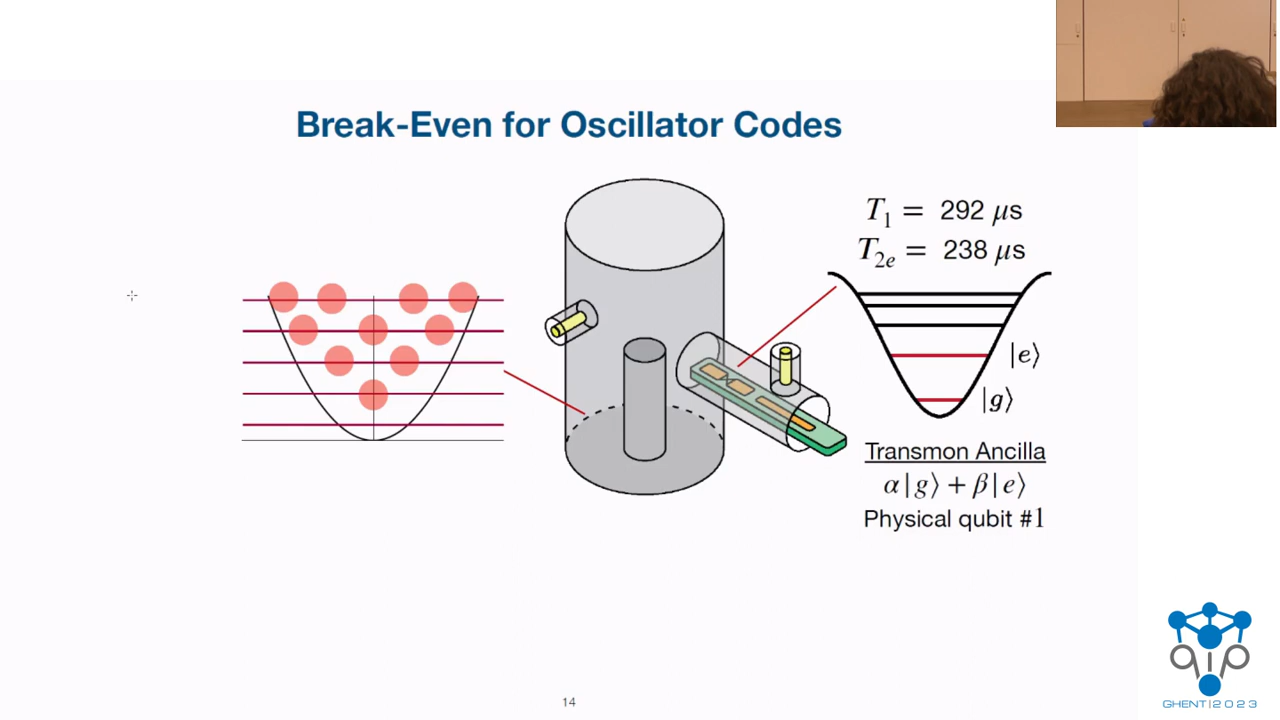 Break-Even for Oscillator Codes
T₁ = 292 μs
T₂ₑ = 238 μs
|e⟩
|g⟩
Transmon Ancilla
α|g⟩ + β|e⟩
Physical qubit #1
14
qip
GHENT|2023